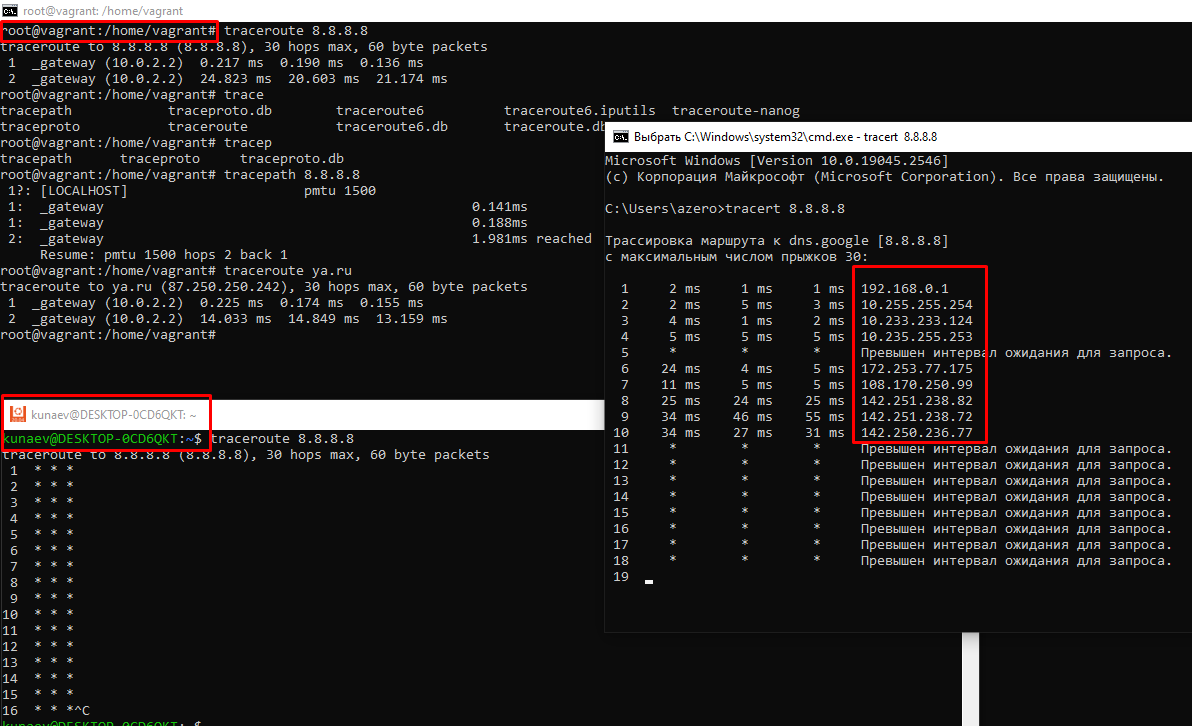 root@vagrant: /home/vagrant
root@vagrant:/home/vagrant# traceroute 8.8.8.8
traceroute to 8.8.8.8 (8.8.8.8), 30 hops max, 60 byte packets
1 _gateway (10.0.2.2) 0.217 ms 0.190 ms 0.136 ms
2 _gateway (10.0.2.2) 24.823 ms 20.603 ms 21.174 ms
root@vagrant:/home/vagrant# trace
tracepath traceproto.db traceroute6 traceroute6.iputils traceroute-nanog
traceproto traceroute traceroute6.db traceroute.db
root@vagrant:/home/vagrant# tracep
tracepath traceproto traceproto.db
root@vagrant:/home/vagrant# tracepath 8.8.8.8
1?: [LOCALHOST] pmtu 1500
1: _gateway 0.141ms
1: _gateway 0.188ms
2: _gateway 1.981ms reached
Resume: pmtu 1500 hops 2 back 1
root@vagrant:/home/vagrant# traceroute ya.ru
traceroute to ya.ru (87.250.250.242), 30 hops max, 60 byte packets
1 _gateway (10.0.2.2) 0.225 ms 0.174 ms 0.155 ms
2 _gateway (10.0.2.2) 14.033 ms 14.849 ms 13.159 ms
root@vagrant:/home/vagrant#
Выбрать C:\Windows\system32\cmd.exe - tracert 8.8.8.8
Microsoft Windows [Version 10.0.19045.2546]
(c) Корпорация Майкрософт (Microsoft Corporation). Все права защищены.
C:\Users\azero>tracert 8.8.8.8
Трассировка маршрута к dns.google [8.8.8.8]
с максимальным числом прыжков 30:
1 2 ms 1 ms 1 ms 192.168.0.1
2 2 ms 5 ms 3 ms 10.255.255.254
3 4 ms 1 ms 2 ms 10.233.233.124
4 5 ms 5 ms 5 ms 10.235.255.253
5 * * * Превышен интервал ожидания для запроса.
6 24 ms 4 ms 5 ms 172.253.77.175
7 11 ms 5 ms 5 ms 108.170.250.99
8 25 ms 24 ms 25 ms 142.251.238.82
9 34 ms 46 ms 55 ms 142.251.238.72
10 34 ms 27 ms 31 ms 142.250.236.77
11 * * * Превышен интервал ожидания для запроса.
12 * * * Превышен интервал ожидания для запроса.
13 * * * Превышен интервал ожидания для запроса.
14 * * * Превышен интервал ожидания для запроса.
15 * * * Превышен интервал ожидания для запроса.
16 * * * Превышен интервал ожидания для запроса.
17 * * * Превышен интервал ожидания для запроса.
18 * * * Превышен интервал ожидания для запроса.
19
kunaev@DESKTOP-0CD6QKT: ~
kunaev@DESKTOP-0CD6QKT:~$ traceroute 8.8.8.8
traceroute to 8.8.8.8 (8.8.8.8), 30 hops max, 60 byte packets
1 * * *
2 * * *
3 * * *
4 * * *
5 * * *
6 * * *
7 * * *
8 * * *
9 * * *
10 * * *
11 * * *
12 * * *
13 * * *
14 * * *
15 * * *
16 * * *^C
kunaev@DESKTOP-0CD6QKT:~$